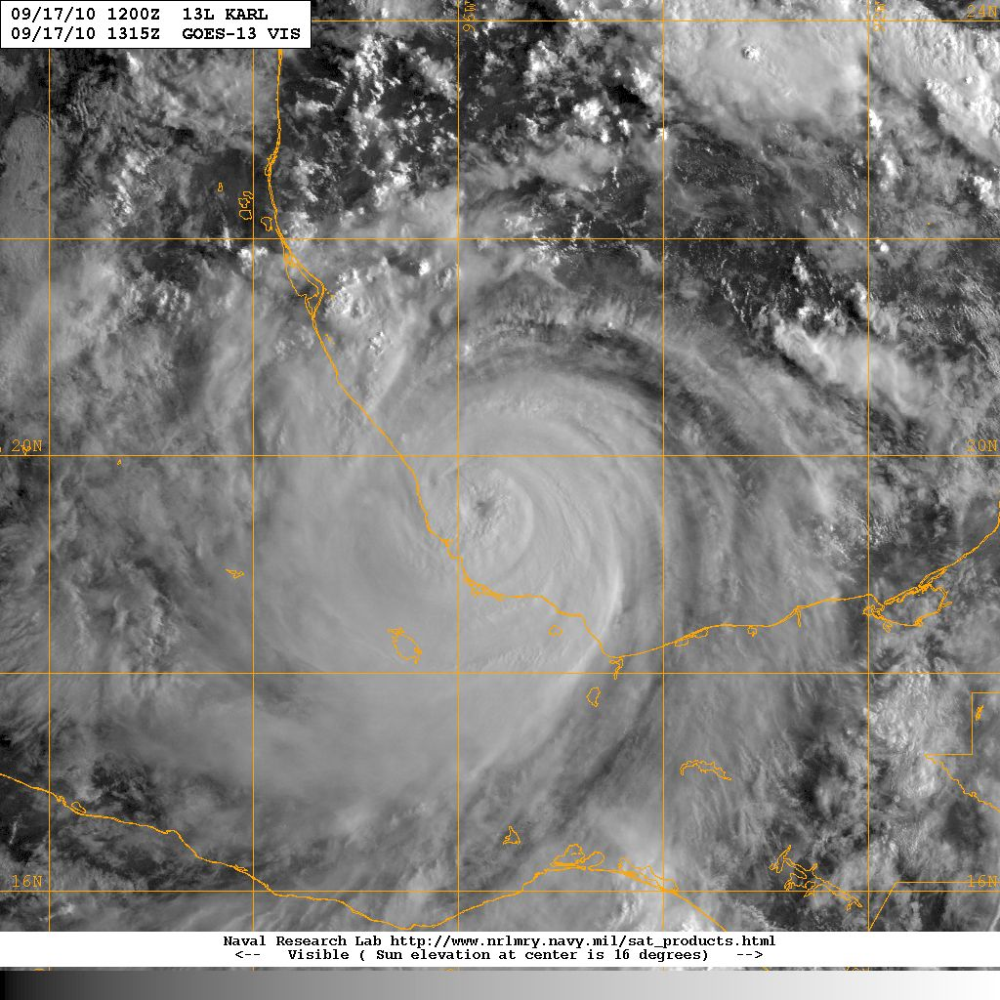 09/17/10 1200Z 13L KARL
09/17/10 1315Z GOES-13 VIS
96W
24N
20N
20N
16N
16N
Naval Research Lab http://www.nrlmry.navy.mil/sat_products.html
<-- Visible ( Sun elevation at center is 16 degrees) -->